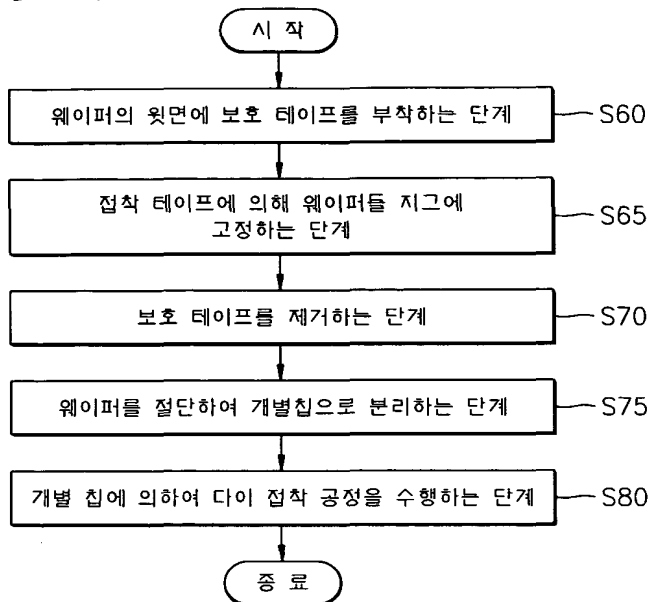 시 작
웨이퍼의 윗면에 보호 테이프를 부착하는 단계
S60
접착 테이프에 의해 웨이퍼들 지그에
고정하는 단계
S65
보호 테이프를 제거하는 단계
S70
웨이퍼를 절단하여 개별칩으로 분리하는 단계
S75
개별 칩에 의하여 다이 접착 공정을 수행하는 단계
S80
종 료